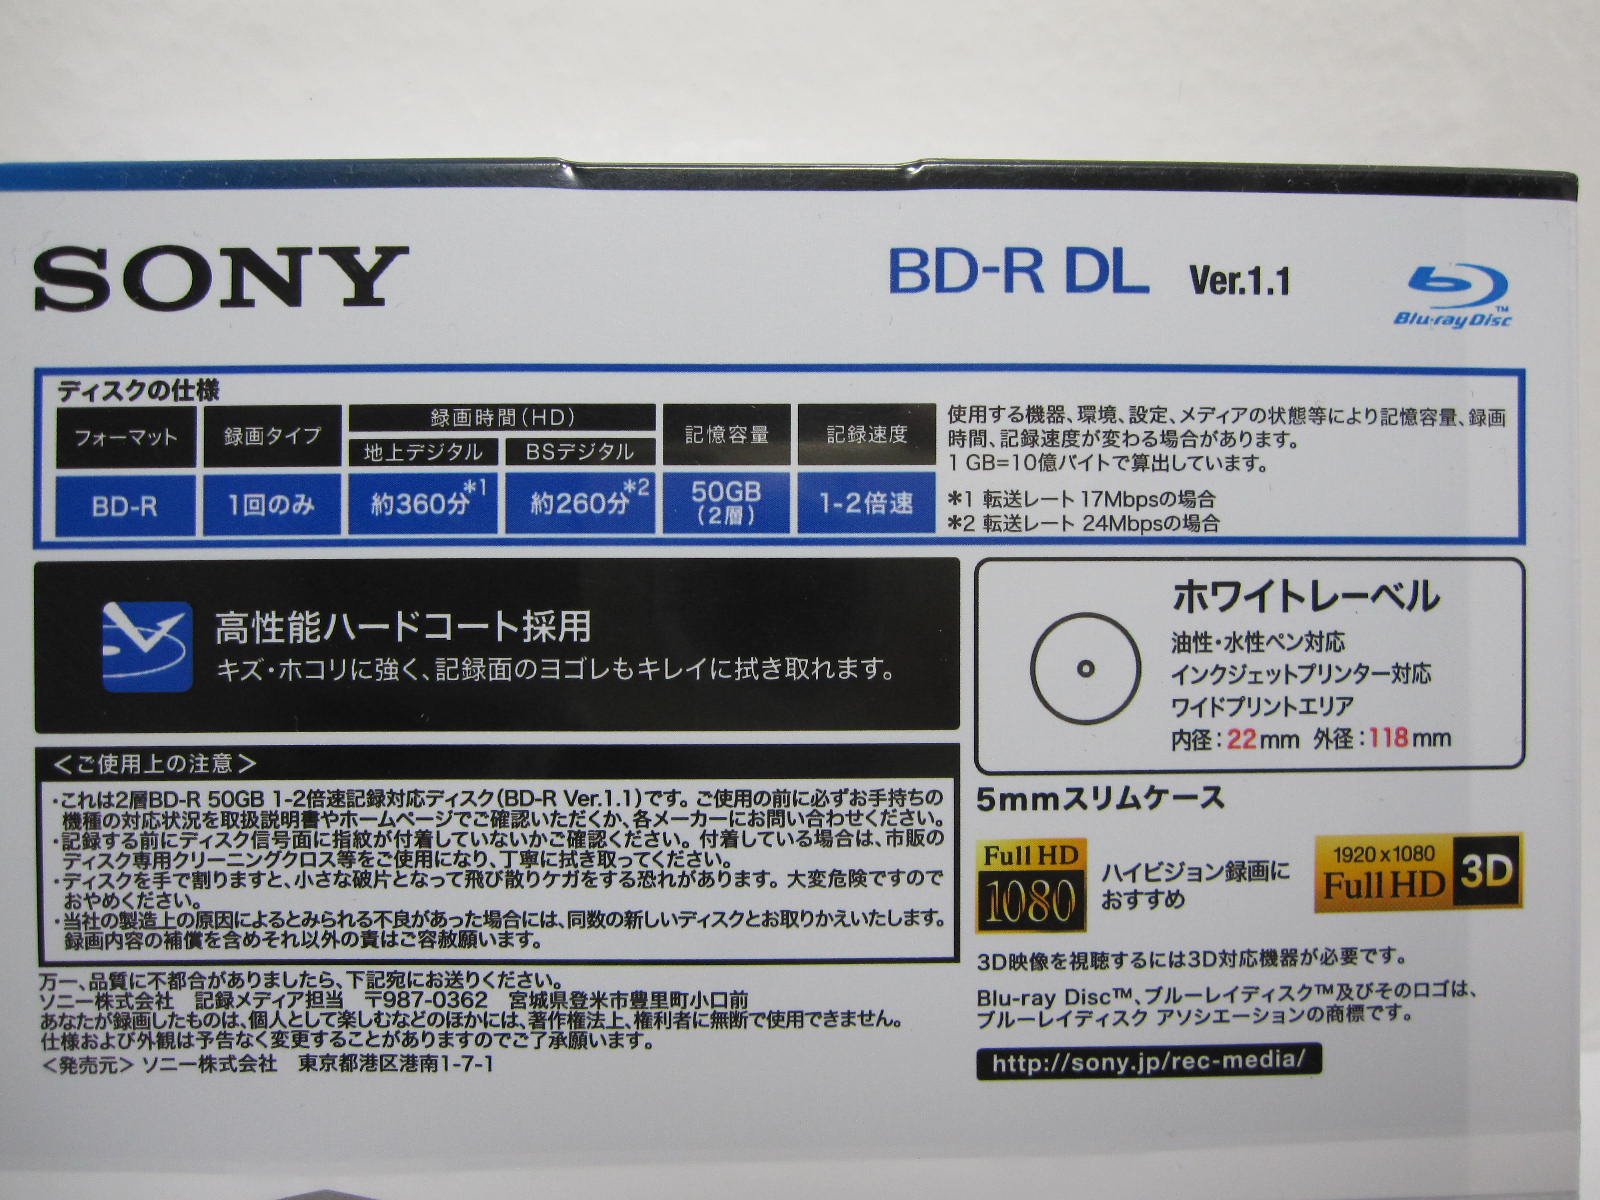 SONY
BD-R DL Ver.1.1
Blu-ray Disc™
ディスクの仕様
フォーマット 録画タイプ 録画時間(HD) 記憶容量 記録速度
地上デジタル BSデジタル
BD-R 1回のみ 約360分*1 約260分*2 50GB (2層) 1-2倍速
使用する機器、環境、設定、メディアの状態等により記憶容量、録画
時間、記録速度が変わる場合があります。
1 GB=10億バイトで算出しています。
*1 転送レート 17Mbpsの場合
*2 転送レート 24Mbpsの場合
高性能ハードコート採用
キズ・ホコリに強く、記録面のヨゴレもキレイに拭き取れます。
ホワイトレーベル
油性・水性ペン対応
インクジェットプリンター対応
ワイドプリントエリア
内径：22mm 外径：118mm
<ご使用上の注意>
・これは2層BD-R 50GB 1-2倍速記録対応ディスク(BD-R Ver.1.1)です。ご使用の前に必ずお手持ちの
機種の対応状況を取扱説明書やホームページでご確認いただくか、各メーカーにお問い合わせください。
・記録する前にディスク信号面に指紋が付着していないかご確認ください。付着している場合は、市販の
ディスク専用クリーニングクロス等をご使用になり、丁寧に拭き取ってください。
・ディスクを手で割りますと、小さな破片となって飛び散りケガをする恐れがあります。大変危険ですので
おやめください。
・当社の製造上の原因によるとみられる不良があった場合には、同数の新しいディスクとお取りかえいたします。
録画内容の補償を含めそれ以外の責はご容赦願います。
万一、品質に不都合がありましたら、下記宛にお送りください。
ソニー株式会社 記録メディア担当 〒987-0362 宮城県登米市豊里町小口前
あなたが録画したものは、個人として楽しむなどのほかには、著作権法上、権利者に無断で使用できません。
仕様および外観は予告なく変更することがありますのでご了承願います。
<発売元> ソニー株式会社 東京都港区港南1-7-1
5mmスリムケース
Full HD
1080
ハイビジョン録画に
おすすめ
1920 x 1080
Full HD 3D
3D映像を視聴するには3D対応機器が必要です。
Blu-ray Disc™、ブルーレイディスク™及びそのロゴは、
ブルーレイディスク アソシエーションの商標です。
http://sony.jp/rec-media/